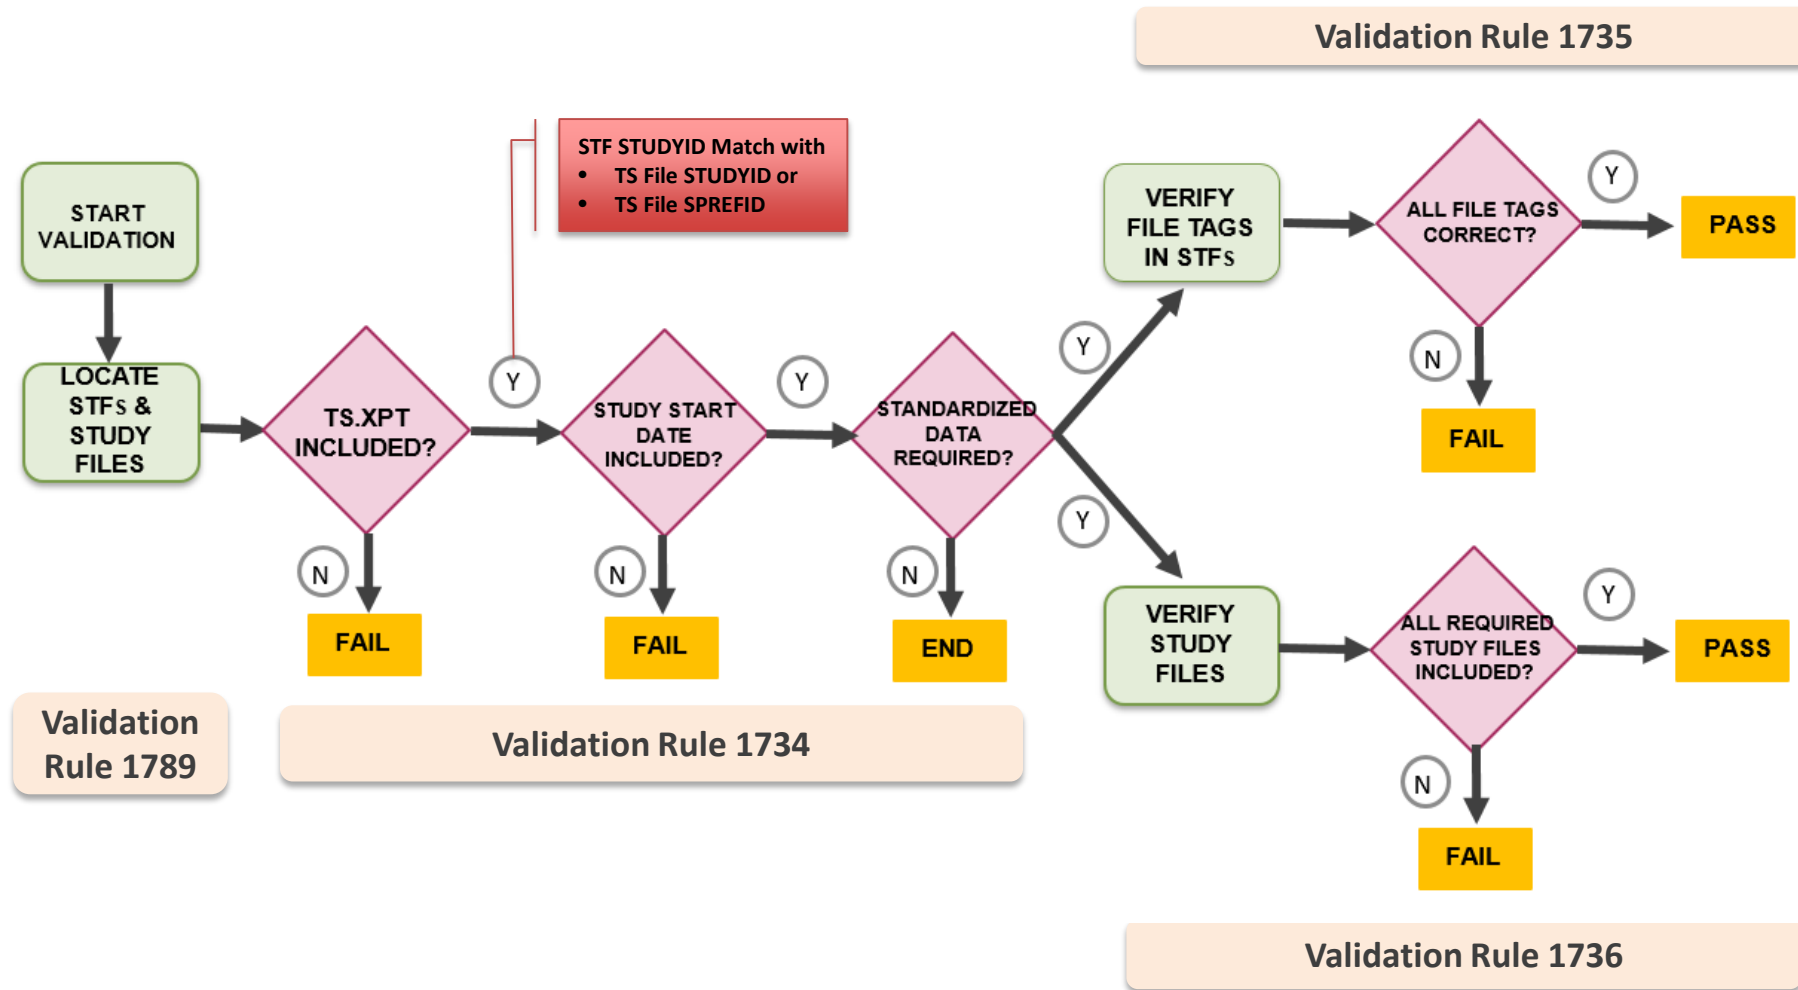 Validation Rule 1735
STF STUDYID Match with
• TS File STUDYID or
• TS File SPREFID
START
VALIDATION
LOCATE
STFs &
STUDY
FILES
TS.XPT
INCLUDED?
Y
N
FAIL
STUDY START
DATE
INCLUDED?
Y
N
FAIL
STANDARDIZED
DATA
REQUIRED?
N
END
Y
Y
VERIFY
FILE TAGS
IN STFs
ALL FILE TAGS
CORRECT?
Y
PASS
N
FAIL
VERIFY
STUDY
FILES
ALL REQUIRED
STUDY FILES
INCLUDED?
Y
PASS
N
FAIL
Validation
Rule 1789
Validation Rule 1734
Validation Rule 1736